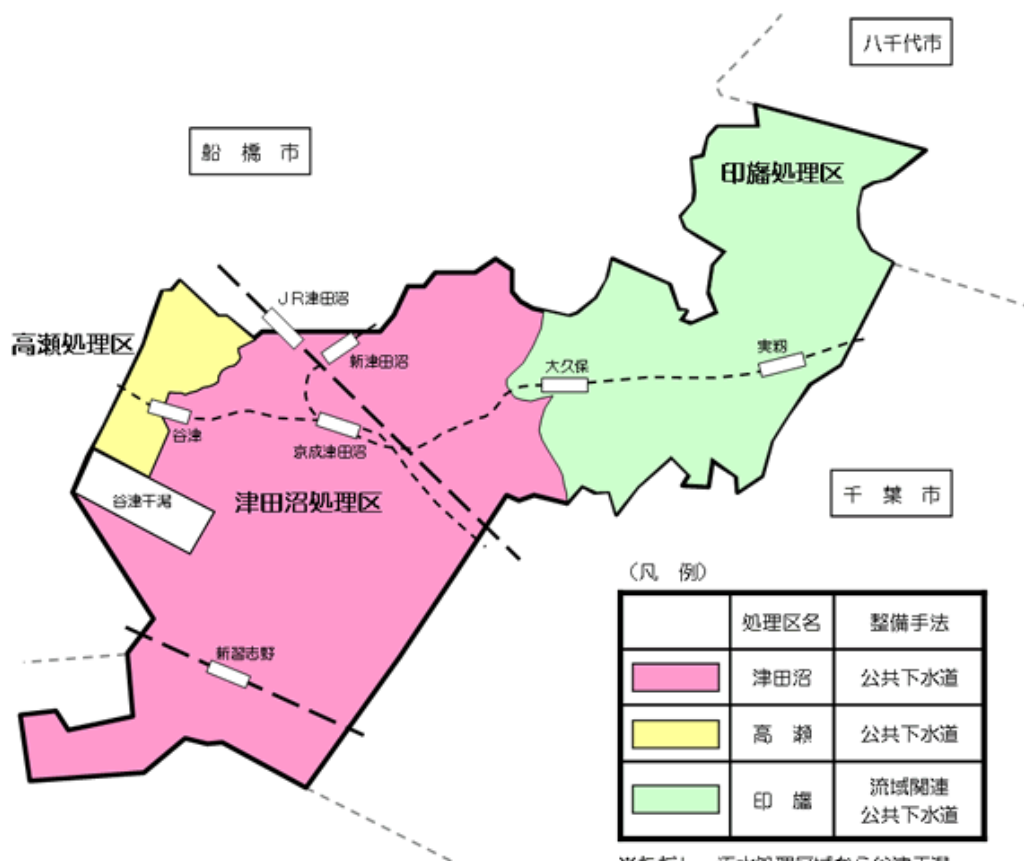 八千代市
船橋市
印旛処理区
JR津田沼
高瀬処理区
新津田沼
実籾
大久保
谷津
京成津田沼
谷津干潟
津田沼処理区
千葉市
(凡例)
処理区名 整備手法
新習志野
津田沼 公共下水道
高瀬 公共下水道
印旛 流域関連
公共下水道